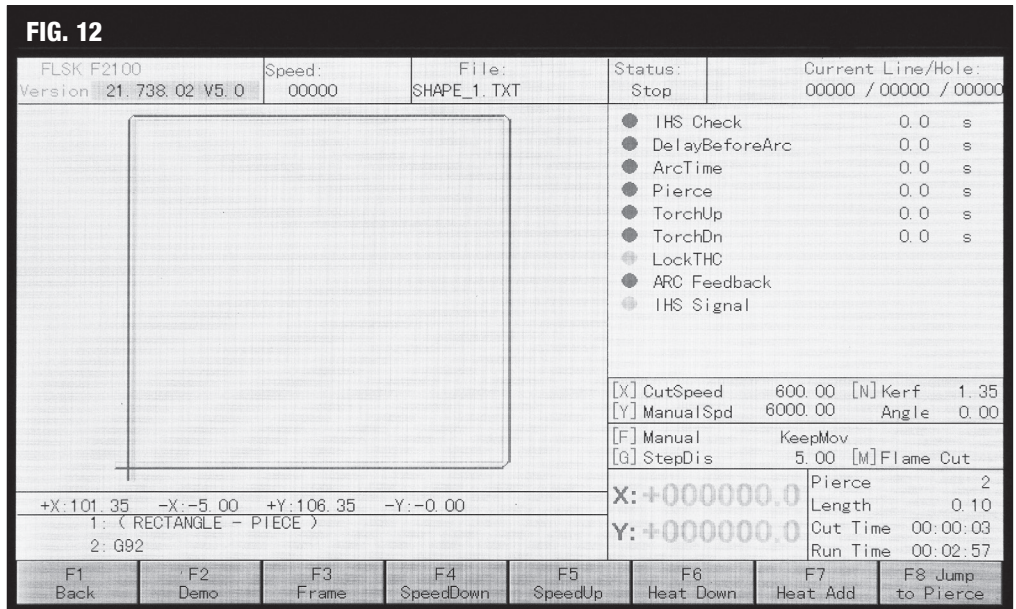 FIG. 12
FLSK F2100
Version 21.738.02 V5.0
Speed:
00000
File:
SHAPE_1.TXT
Status:
Stop
Current Line/Hole:
00000 / 00000 / 00000
IHS Check 0.0 s
DelayBeforeArc 0.0 s
ArcTime 0.0 s
Pierce 0.0 s
TorchUp 0.0 s
TorchDn 0.0 s
LockTHC
ARC Feedback
IHS Signal
[X] CutSpeed 600.00 [N] Kerf 1.35
[Y] ManualSpd 6000.00 Angle 0.00
[F] Manual KeepMov
[G] StepDis 5.00 [M] Flame Cut
+X:101.35 -X:-5.00 +Y:106.35 -Y:-0.00
1: ( RECTANGLE - PIECE )
2: G92
X: +000000.0
Y: +000000.0
Pierce 2
Length 0.10
Cut Time 00:00:03
Run Time 00:02:57
F1 Back
F2 Demo
F3 Frame
F4 SpeedDown
F5 SpeedUp
F6 Heat Down
F7 Heat Add
F8 Jump to Pierce